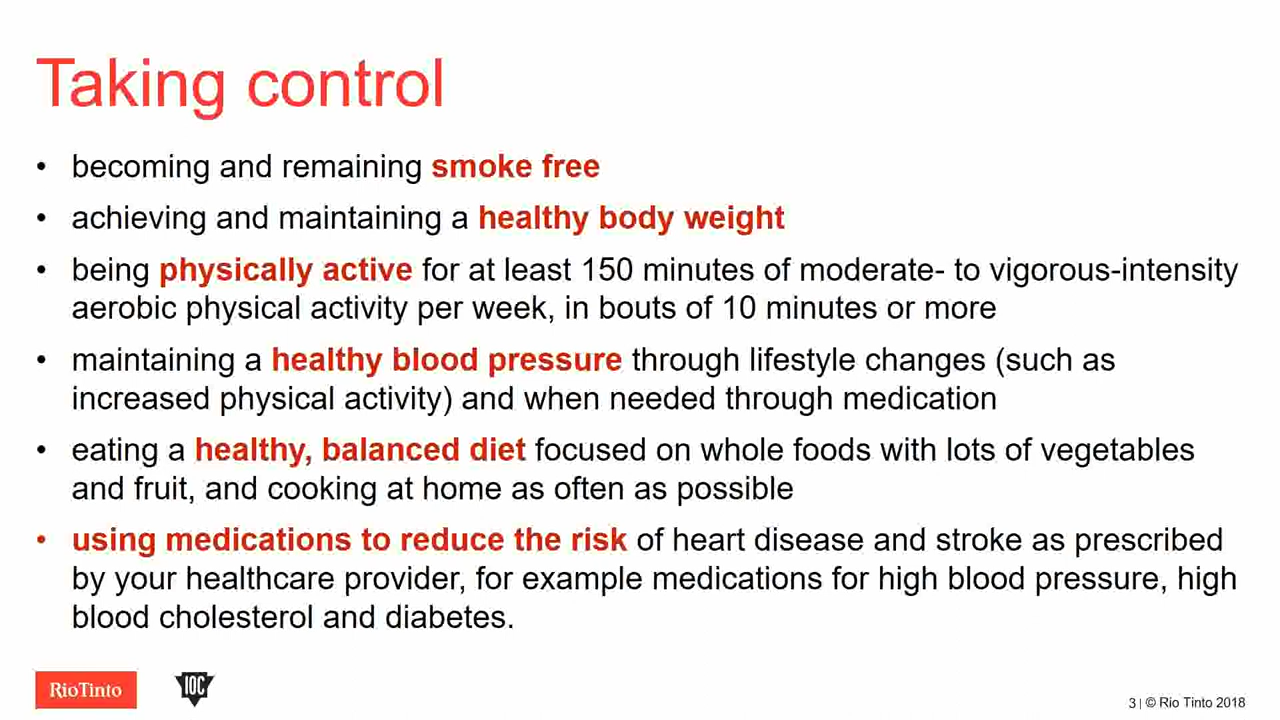 Taking control
• becoming and remaining smoke free
• achieving and maintaining a healthy body weight
• being physically active for at least 150 minutes of moderate- to vigorous-intensity
aerobic physical activity per week, in bouts of 10 minutes or more
• maintaining a healthy blood pressure through lifestyle changes (such as
increased physical activity) and when needed through medication
• eating a healthy, balanced diet focused on whole foods with lots of vegetables
and fruit, and cooking at home as often as possible
• using medications to reduce the risk of heart disease and stroke as prescribed
by your healthcare provider, for example medications for high blood pressure, high
blood cholesterol and diabetes.
RioTinto
IOC
3 | © Rio Tinto 2018